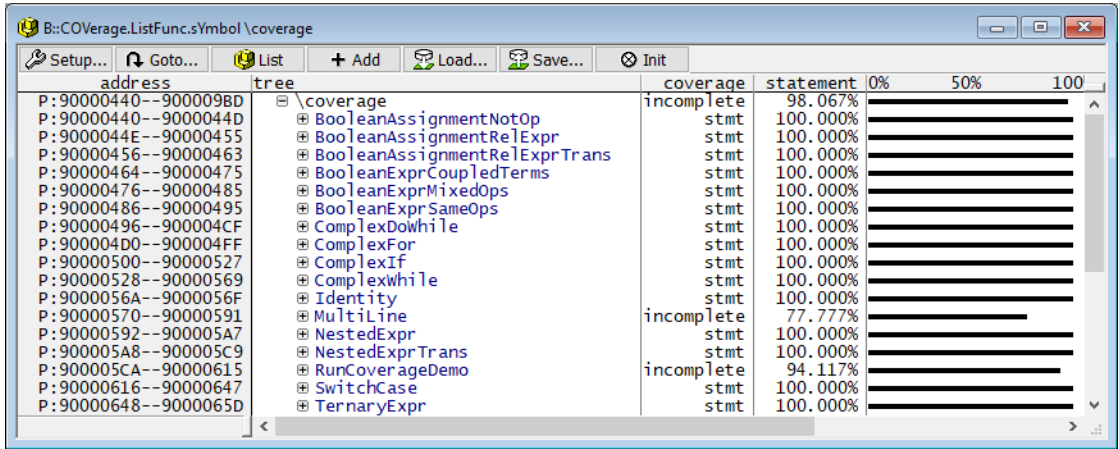 B::COVerage.ListFunc.sYmbol \coverage
Setup... Goto... List + Add Load... Save... Init
address tree coverage statement 0% 50% 100
P:90000440--900009BD \coverage incomplete 98.067%
P:90000440--9000044D BooleanAssignmentNotOp stmt 100.000%
P:9000044E--90000455 BooleanAssignmentRelExpr stmt 100.000%
P:90000456--90000463 BooleanAssignmentRelExprTrans stmt 100.000%
P:90000464--90000475 BooleanExprCoupledTerms stmt 100.000%
P:90000476--90000485 BooleanExprMixedOps stmt 100.000%
P:90000486--90000495 BooleanExprSameOps stmt 100.000%
P:90000496--900004CF ComplexDoWhile stmt 100.000%
P:900004D0--900004FF ComplexFor stmt 100.000%
P:90000500--90000527 ComplexIf stmt 100.000%
P:90000528--90000569 ComplexWhile stmt 100.000%
P:9000056A--9000056F Identity stmt 100.000%
P:90000570--90000591 MultiLine incomplete 77.777%
P:90000592--900005A7 NestedExpr stmt 100.000%
P:900005A8--900005C9 NestedExprTrans stmt 100.000%
P:900005CA--90000615 RunCoverageDemo incomplete 94.117%
P:90000616--90000647 SwitchCase stmt 100.000%
P:90000648--9000065D TernaryExpr stmt 100.000%